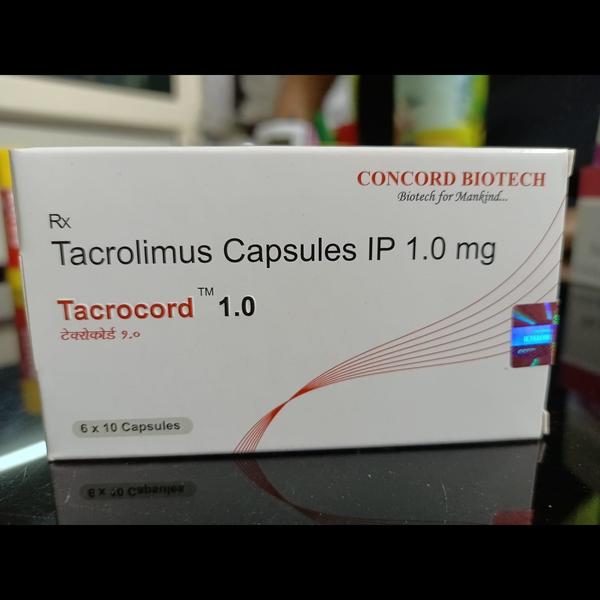 CONCORD BIOTECH
Biotech for Mankind...
Rx
Tacrolimus Capsules IP 1.0 mg
Tacrocord™ 1.0
टेक्रोकोर्ड १.०
6 x 10 Capsules